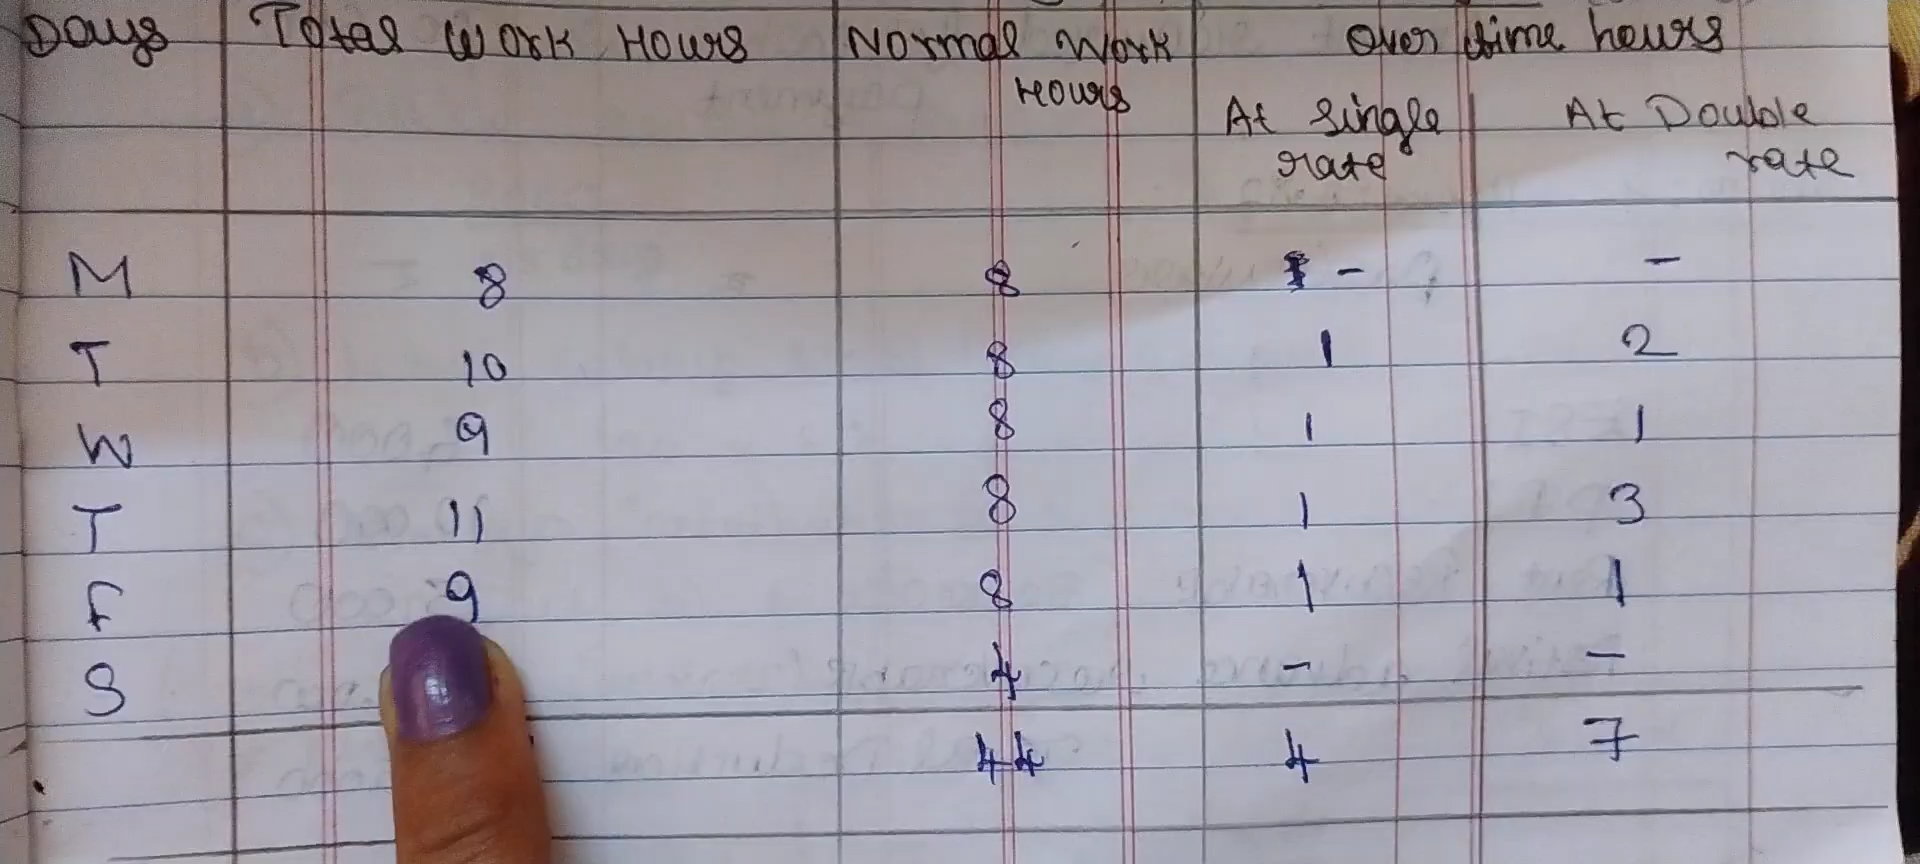 Days Total Work Hours Normal Work Hours Over time hours
At Single rate At Double rate
M 8 8 - -
T 10 8 1 2
W 9 8 1 1
T 11 8 1 3
F 9 8 1 1
S 4 - -
44 4 7